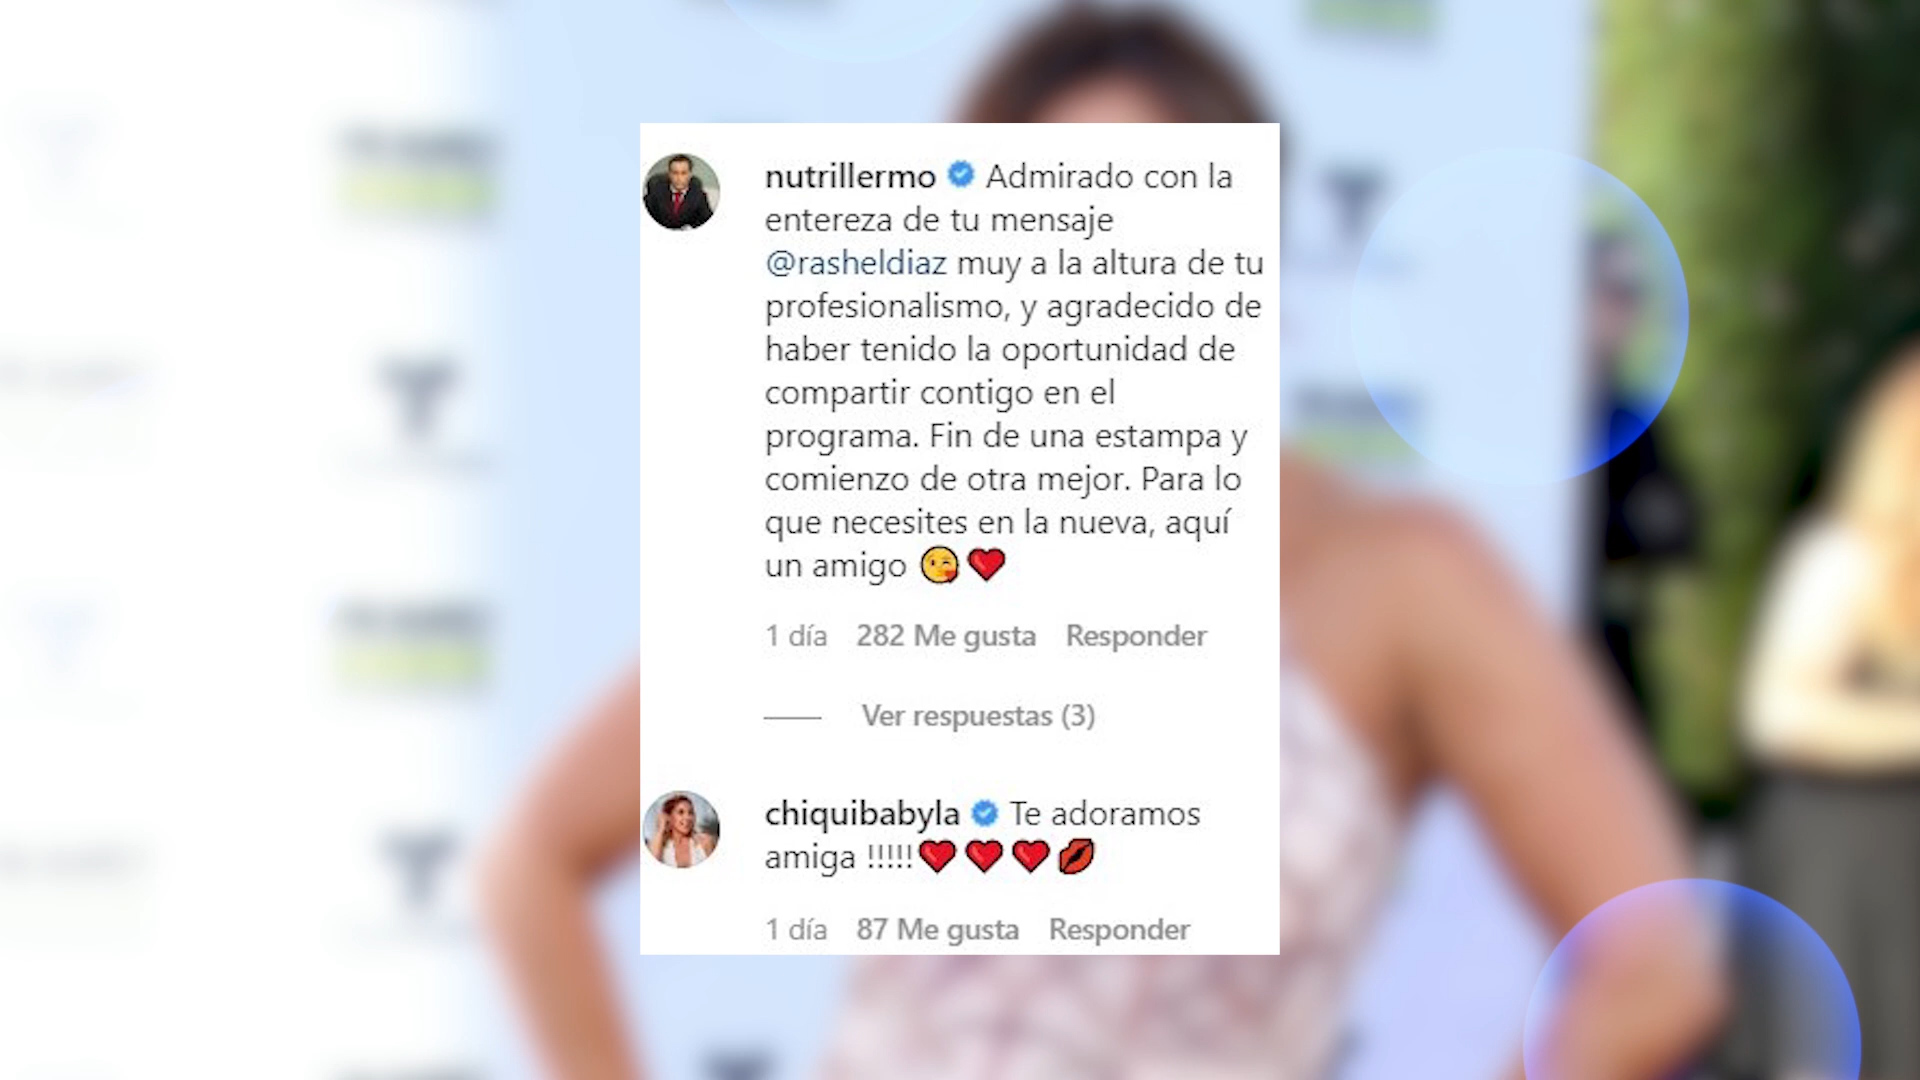 nutrillermo Admirado con la
entereza de tu mensaje
@rasheldiaz muy a la altura de tu
profesionalismo, y agradecido de
haber tenido la oportunidad de
compartir contigo en el
programa. Fin de una estampa y
comienzo de otra mejor. Para lo
que necesites en la nueva, aquí
un amigo 😘❤️
1 día 282 Me gusta Responder
Ver respuestas (3)
chiquibabyla Te adoramos
amiga !!!!!❤️❤️❤️💋
1 día 87 Me gusta Responder